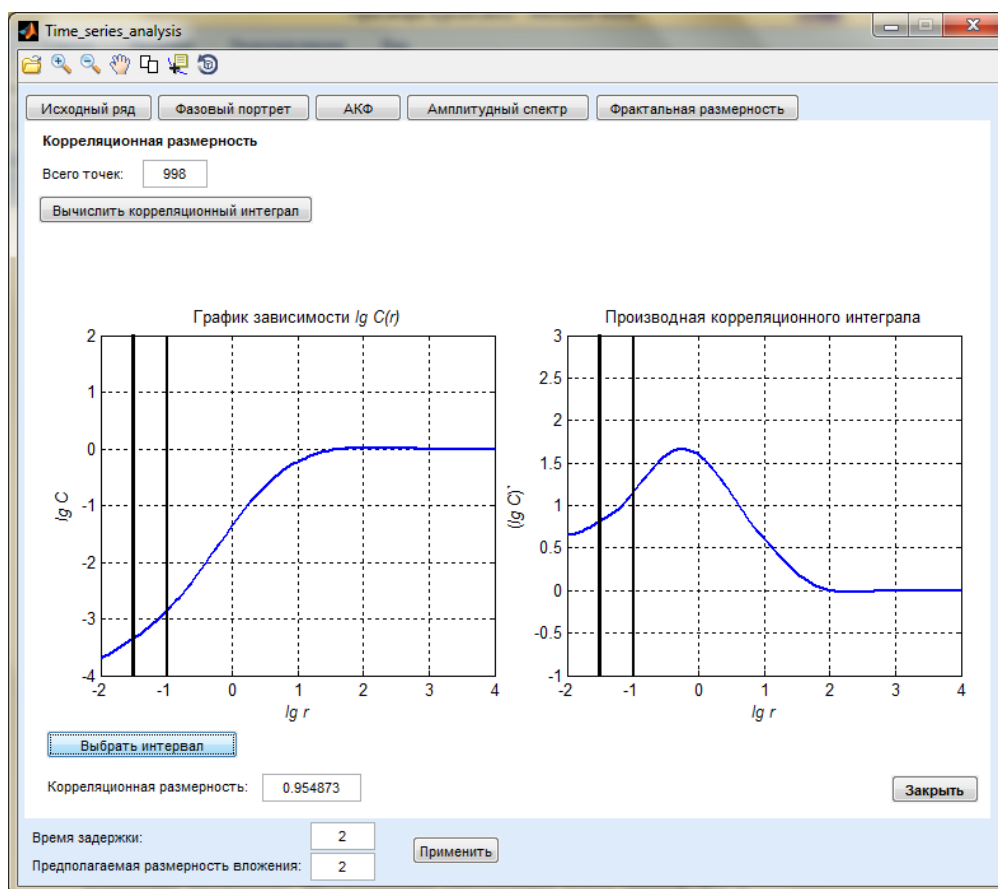 Time_series_analysis
Исходный ряд Фазовый портрет АКФ Амплитудный спектр Фрактальная размерность
Корреляционная размерность
Всего точек: 998
Вычислить корреляционный интеграл
График зависимости lg C(r)
2
1
0
-1
-2
-3
-4
lg C
-2 -1 0 1 2 3 4
lg r
Производная корреляционного интеграла
3
2.5
2
1.5
1
0.5
0
-0.5
-1
(lg C)`
-2 -1 0 1 2 3 4
lg r
Выбрать интервал
Корреляционная размерность: 0.954873
Закрыть
Время задержки: 2
Предполагаемая размерность вложения: 2
Применить